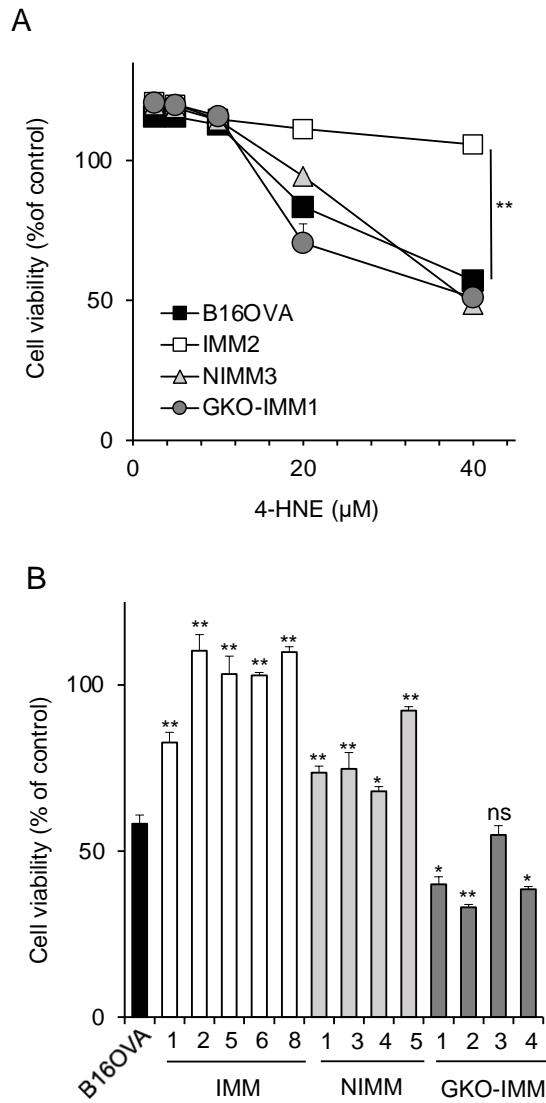 A
Cell viability (%of control)
100
50
0
**
B16OVA
IMM2
NIMM3
GKO-IMM1
0 20 40
4-HNE (µM)
B
Cell viability (% of control)
100
50
0
** ** ** ** ** ** ** * ** * ** ns *
B16OVA 1 2 5 6 8 1 3 4 5 1 2 3 4
IMM NIMM GKO-IMM